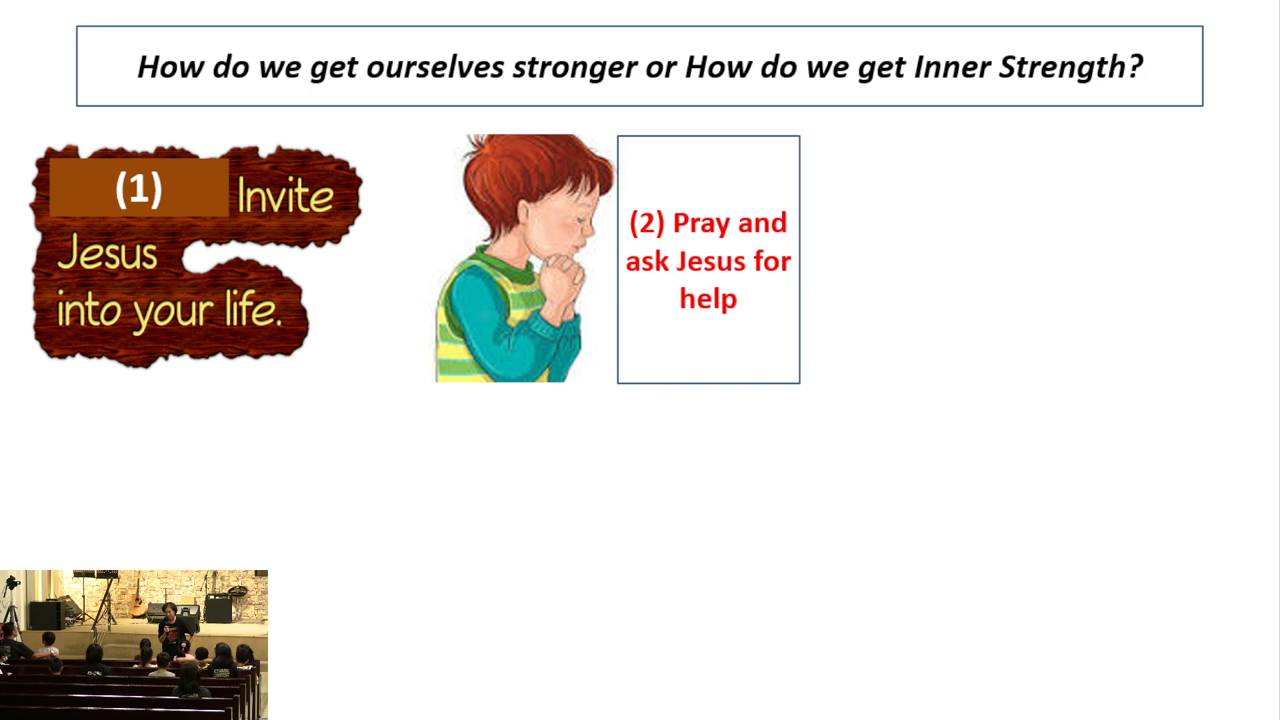 How do we get ourselves stronger or How do we get Inner Strength?
(1) Invite
Jesus
into your life.
(2) Pray and
ask Jesus for
help